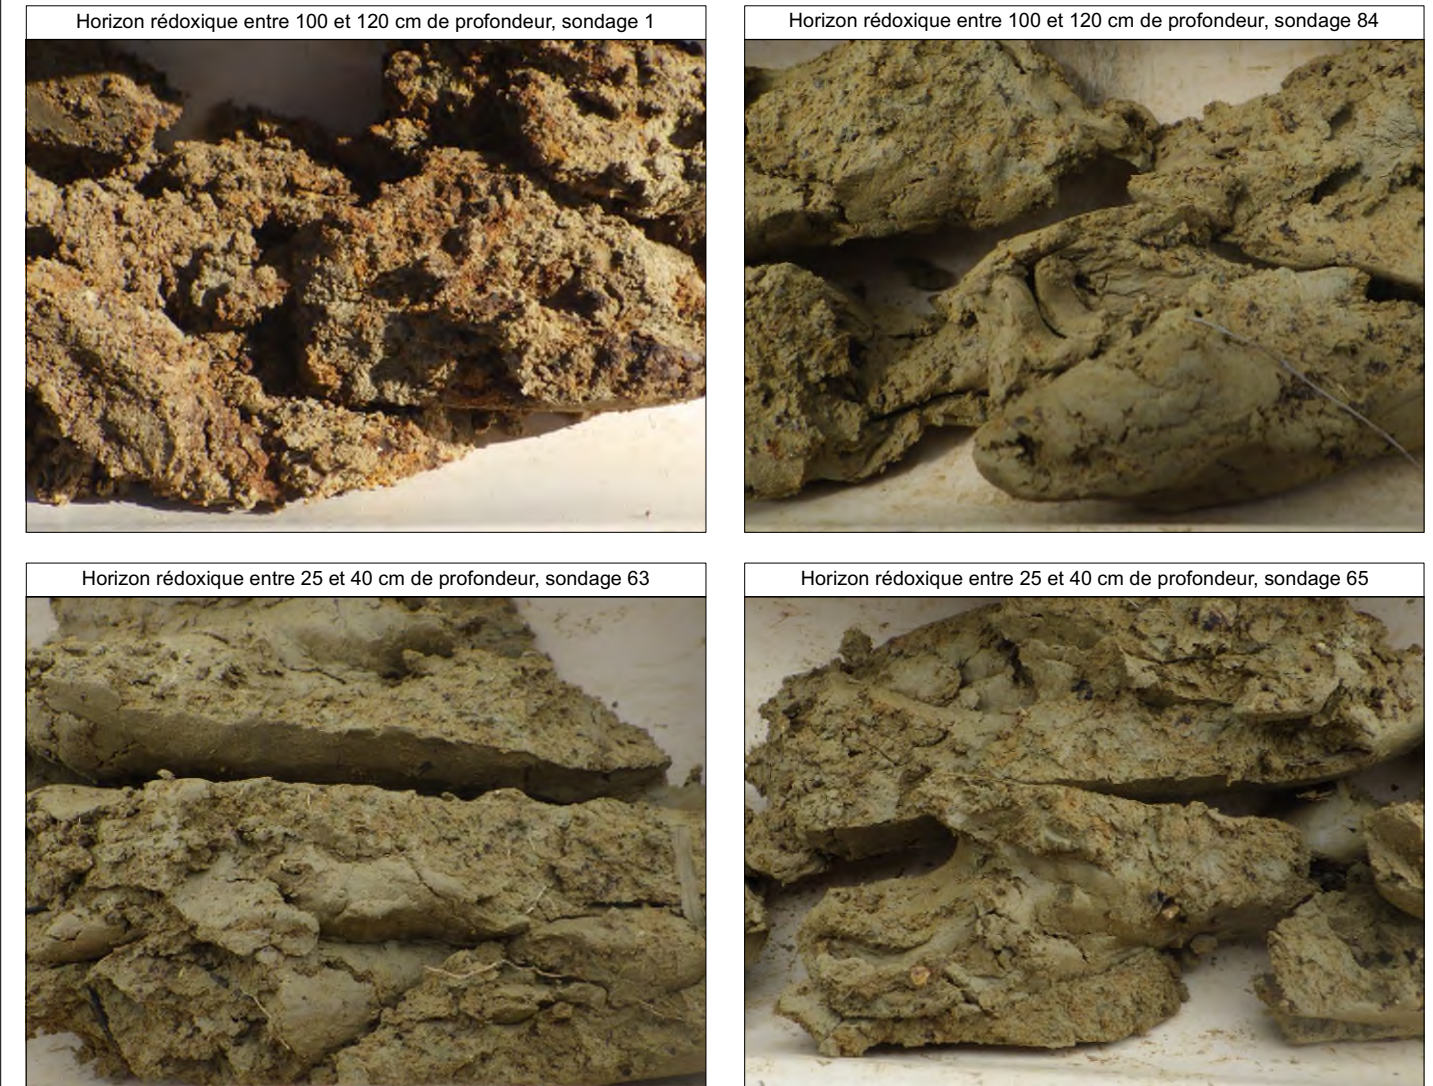 Horizon rédoxique entre 100 et 120 cm de profondeur, sondage 1
Horizon rédoxique entre 100 et 120 cm de profondeur, sondage 84
Horizon rédoxique entre 25 et 40 cm de profondeur, sondage 63
Horizon rédoxique entre 25 et 40 cm de profondeur, sondage 65